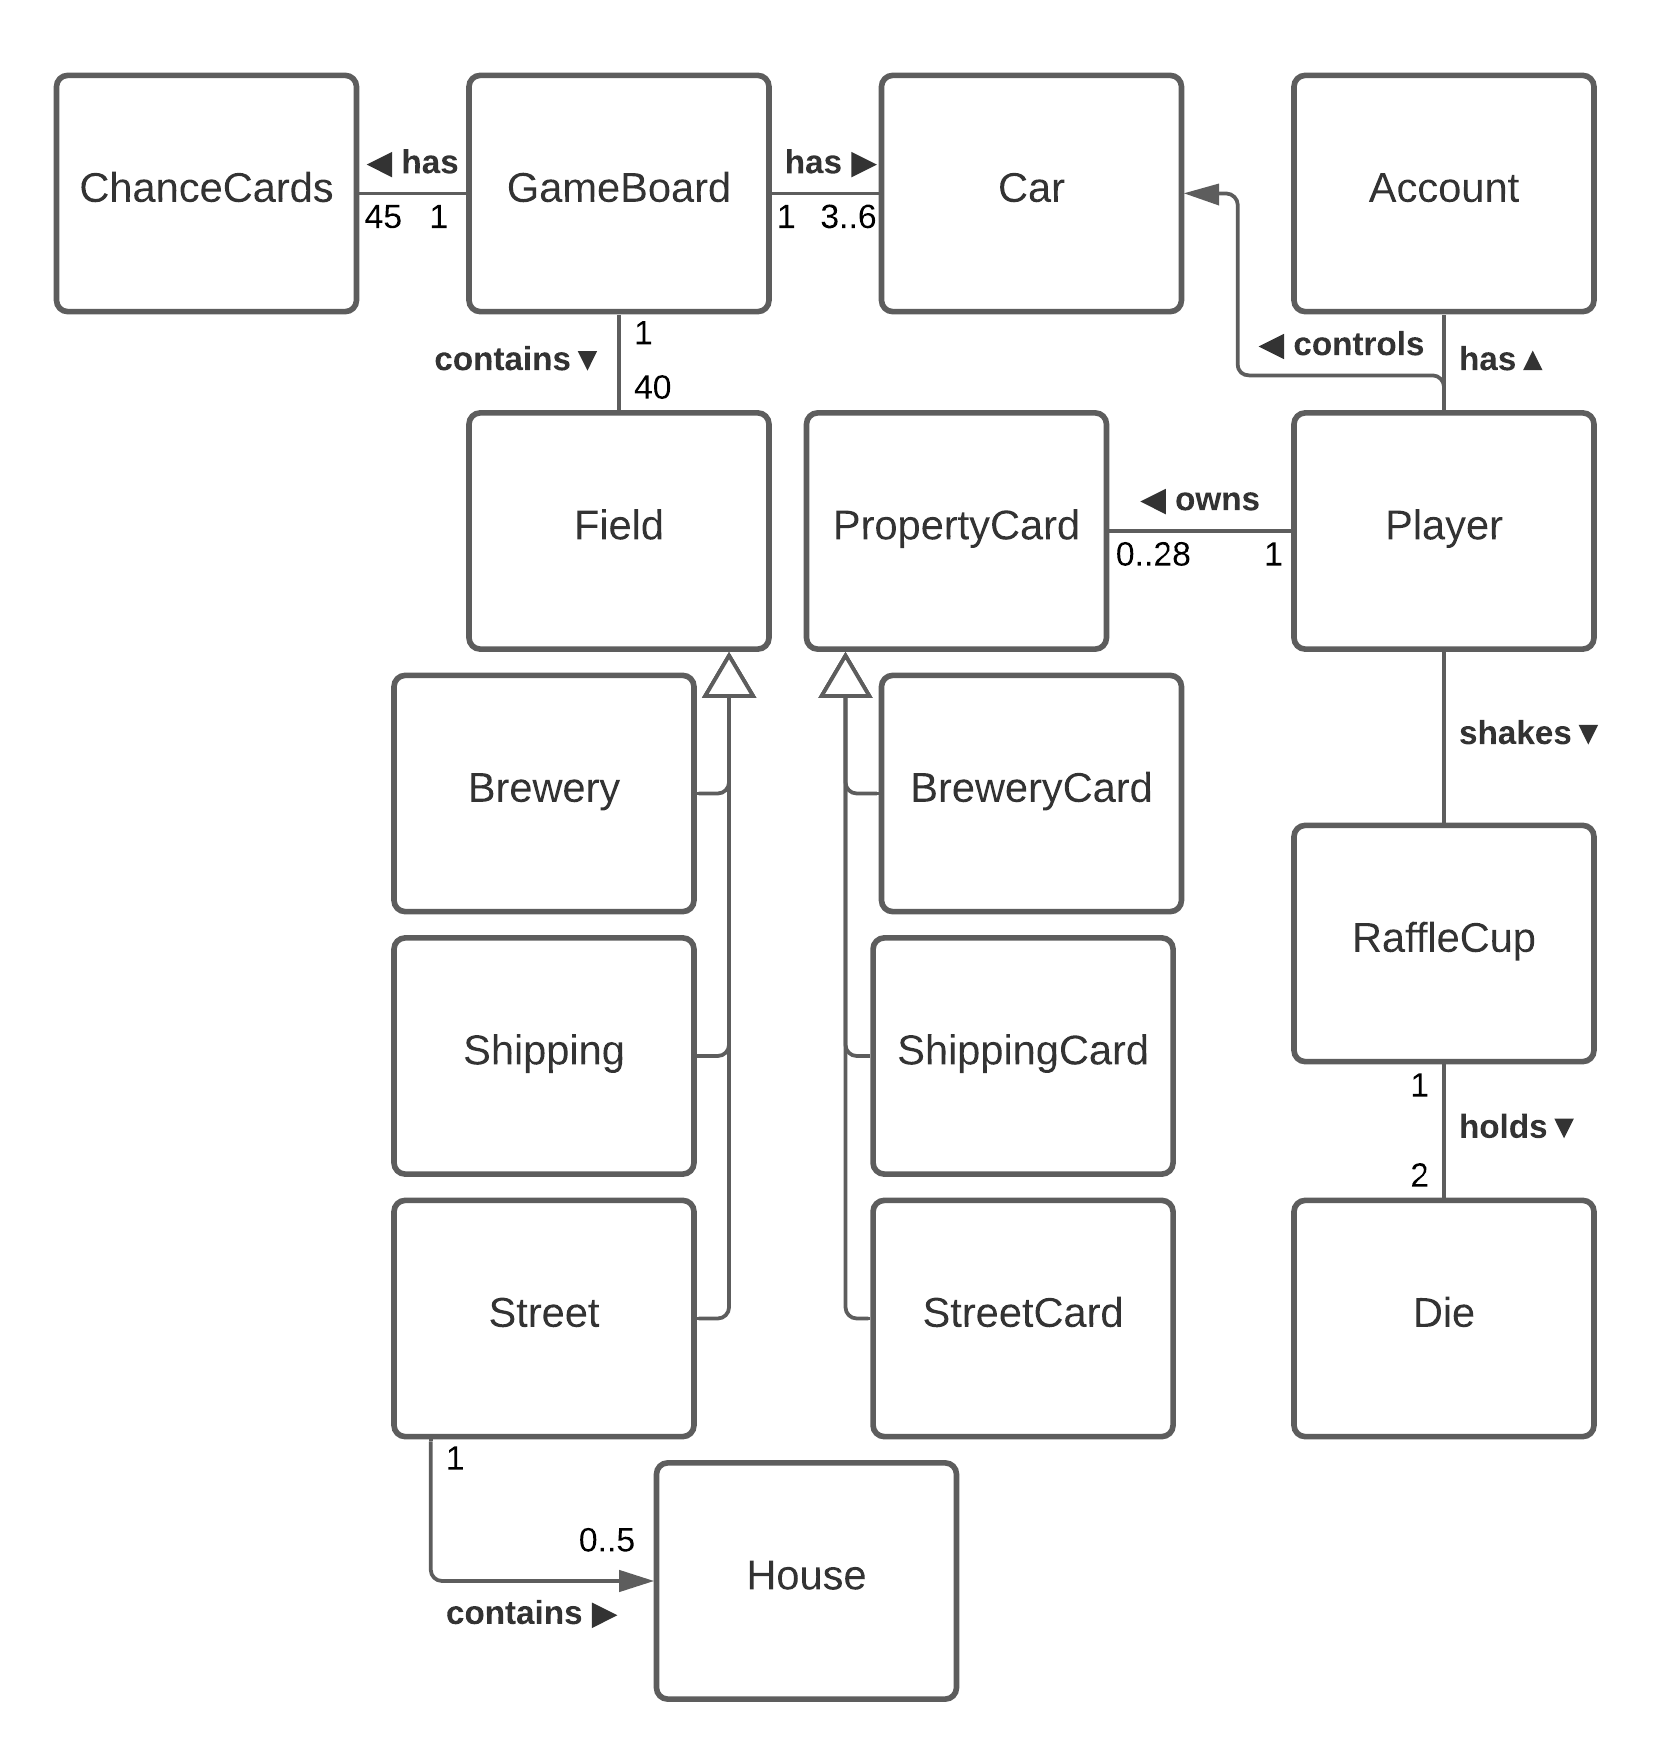 ChanceCards
◀ has
45 1
GameBoard
has ▶
1 3..6
Car
Account
contains ▼
1
40
◀ controls
has ▲
Field
PropertyCard
◀ owns
0..28 1
Player
Brewery
BreweryCard
shakes ▼
Shipping
ShippingCard
RaffleCup
1
holds ▼
2
Street
StreetCard
Die
1
0..5
contains ▶
House